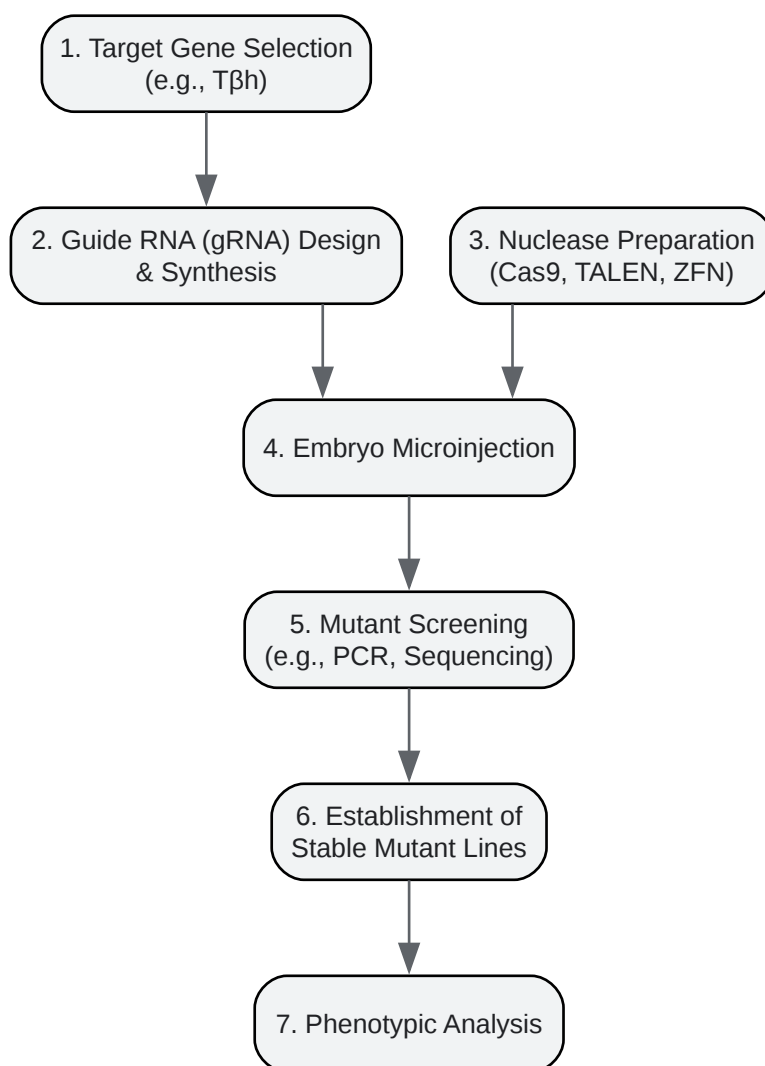 1. Target Gene Selection
(e.g., Tβh)
2. Guide RNA (gRNA) Design
& Synthesis
3. Nuclease Preparation
(Cas9, TALEN, ZFN)
4. Embryo Microinjection
5. Mutant Screening
(e.g., PCR, Sequencing)
6. Establishment of
Stable Mutant Lines
7. Phenotypic Analysis